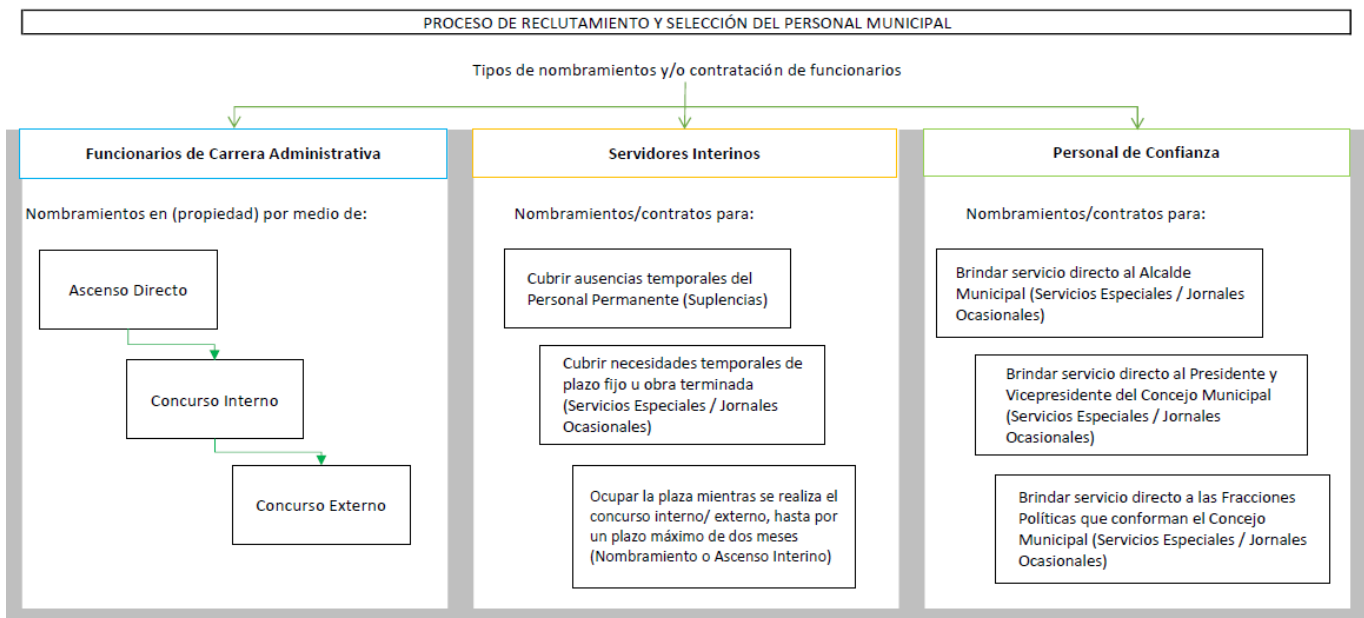 PROCESO DE RECLUTAMIENTO Y SELECCIÓN DEL PERSONAL MUNICIPAL
Tipos de nombramientos y/o contratación de funcionarios
Funcionarios de Carrera Administrativa
Nombramientos en (propiedad) por medio de:
Ascenso Directo
Concurso Interno
Concurso Externo
Servidores Interinos
Nombramientos/contratos para:
Cubrir ausencias temporales del
Personal Permanente (Suplencias)
Cubrir necesidades temporales de
plazo fijo u obra terminada
(Servicios Especiales / Jornales
Ocasionales)
Ocupar la plaza mientras se realiza el
concurso interno/ externo, hasta por
un plazo máximo de dos meses
(Nombramiento o Ascenso Interino)
Personal de Confianza
Nombramientos/contratos para:
Brindar servicio directo al Alcalde
Municipal (Servicios Especiales / Jornales
Ocasionales)
Brindar servicio directo al Presidente y
Vicepresidente del Concejo Municipal
(Servicios Especiales / Jornales
Ocasionales)
Brindar servicio directo a las Fracciones
Políticas que conforman el Concejo
Municipal (Servicios Especiales / Jornales
Ocasionales)